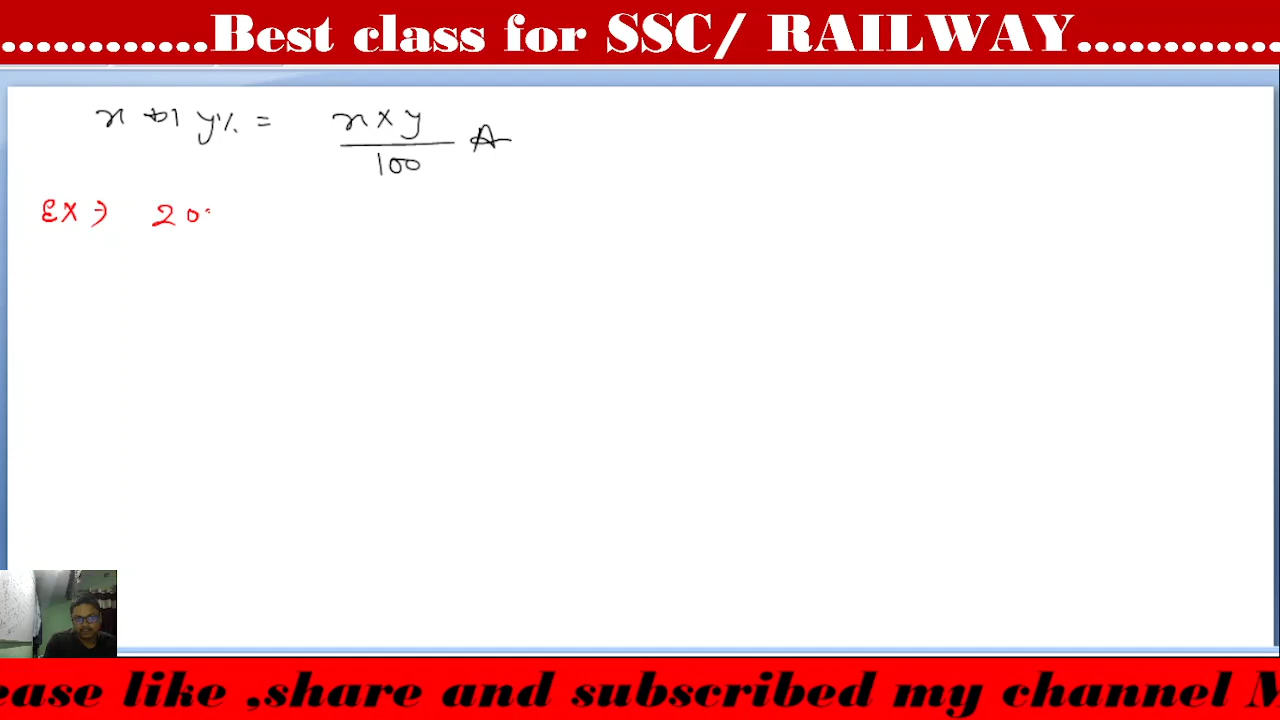 ............Best class for SSC/ RAILWAY............
x का y% = x × y / 100 A
Ex ⇒ 20
ease like ,share and subscribed my channel M